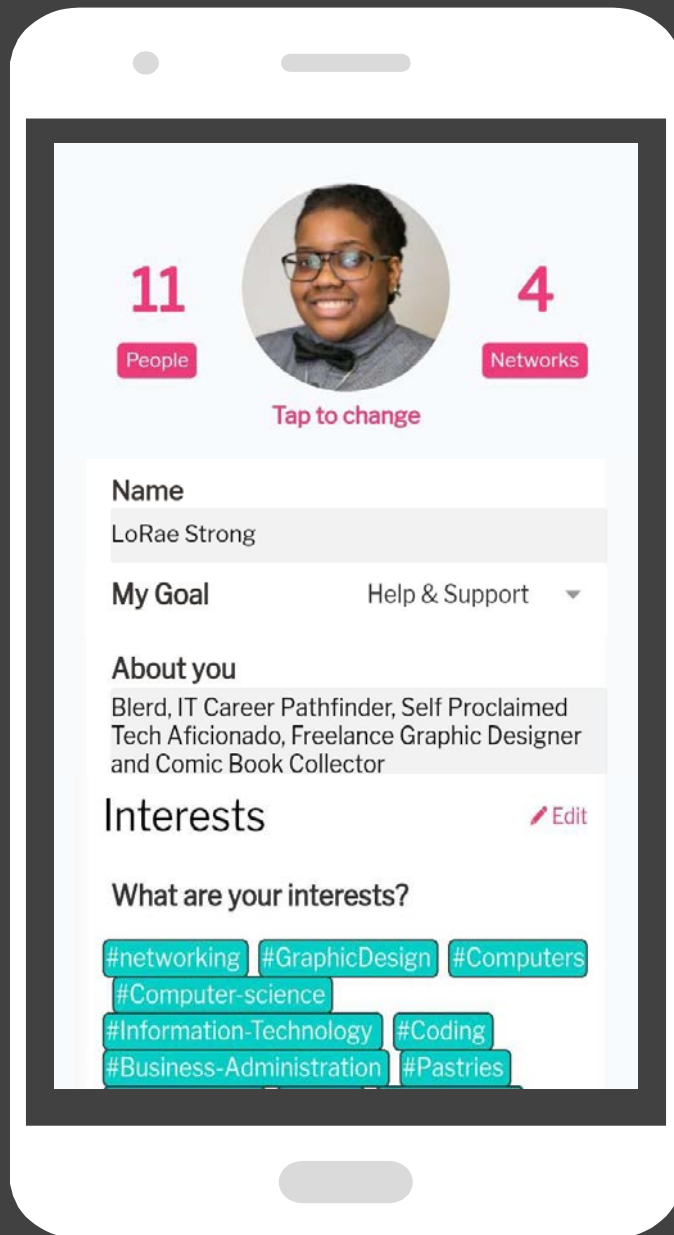 11
People
4
Networks
Tap to change
Name
LoRae Strong
My Goal
Help & Support
About you
Blerd, IT Career Pathfinder, Self Proclaimed
Tech Aficionado, Freelance Graphic Designer
and Comic Book Collector
Interests
Edit
What are your interests?
#networking #GraphicDesign #Computers
#Computer-science
#Information-Technology #Coding
#Business-Administration #Pastries